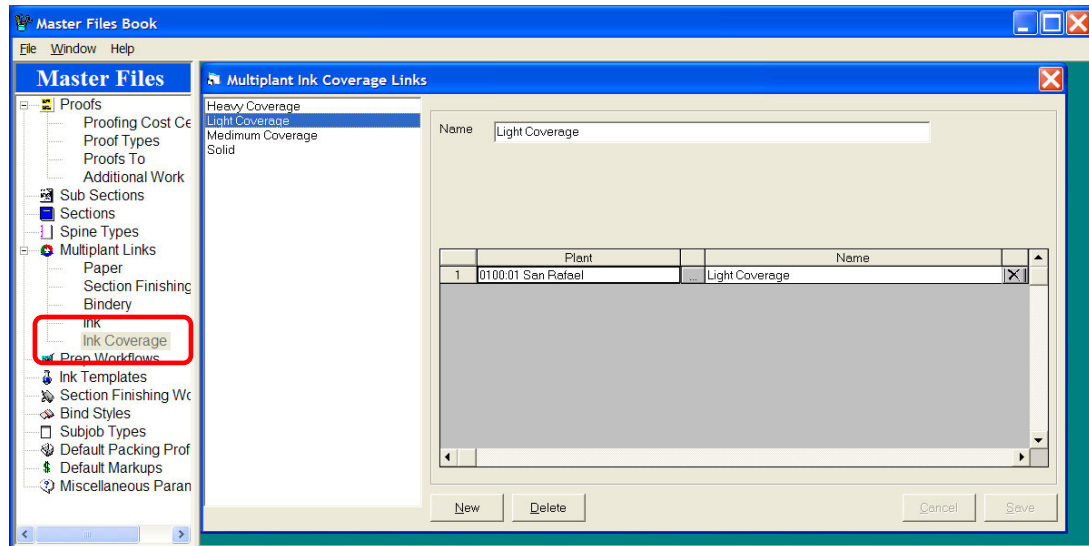 Master Files Book
File Window Help
Master Files
Proofs
Proofing Cost Ce
Proof Types
Proofs To
Additional Work
Sub Sections
Sections
Spine Types
Multiplant Links
Paper
Section Finishing
Bindery
Ink
Ink Coverage
Prep Workflows
Ink Templates
Section Finishing Wo
Bind Styles
Subjob Types
Default Packing Prof
Default Markups
Miscellaneous Paran
Multiplant Ink Coverage Links
Heavy Coverage
Light Coverage
Medimum Coverage
Solid
Name Light Coverage
Plant Name
1 0100:01 San Rafael ... Light Coverage X
New Delete Cancel Save